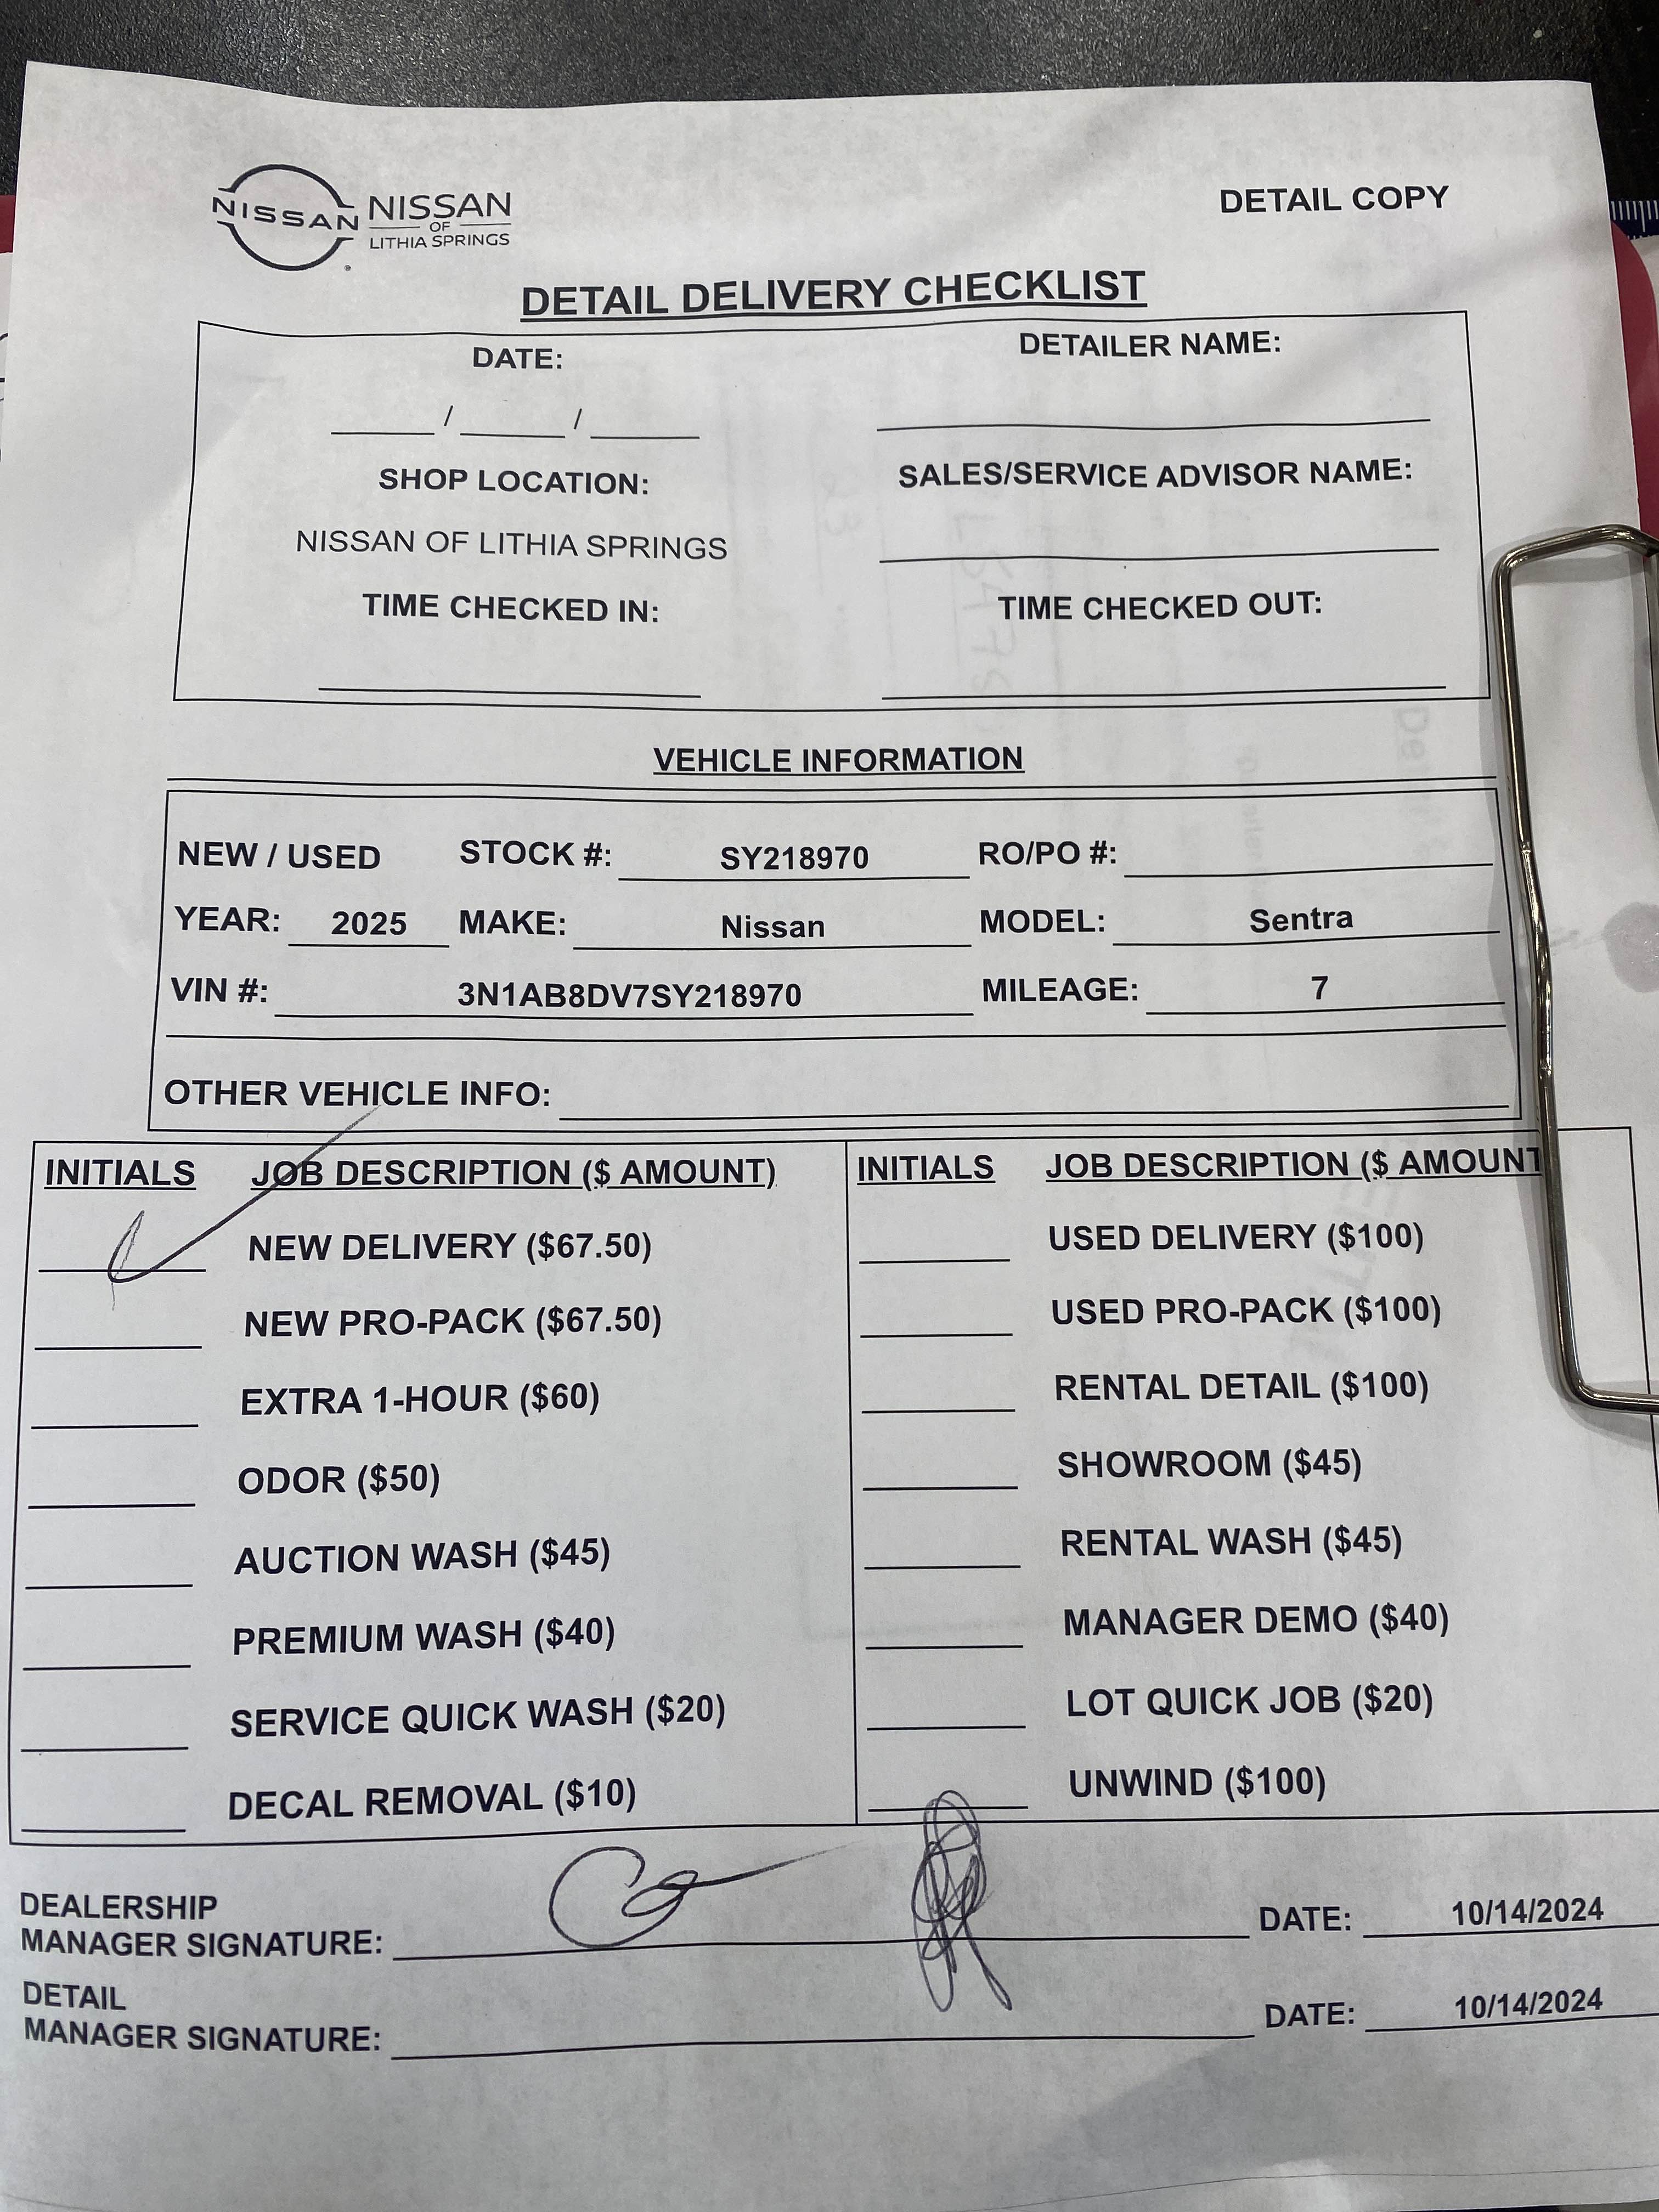 NISSAN
NISSAN
OF
LITHIA SPRINGS
DETAIL COPY
DETAIL DELIVERY CHECKLIST
DATE:
DETAILER NAME:
____ / ____ / ____
SHOP LOCATION:
SALES/SERVICE ADVISOR NAME:
NISSAN OF LITHIA SPRINGS
TIME CHECKED IN:
TIME CHECKED OUT:
VEHICLE INFORMATION
NEW / USED STOCK #: SY218970 RO/PO #:
YEAR: 2025 MAKE: Nissan MODEL: Sentra
VIN #: 3N1AB8DV7SY218970 MILEAGE: 7
OTHER VEHICLE INFO:
INITIALS JOB DESCRIPTION ($ AMOUNT)
NEW DELIVERY ($67.50)
NEW PRO-PACK ($67.50)
EXTRA 1-HOUR ($60)
ODOR ($50)
AUCTION WASH ($45)
PREMIUM WASH ($40)
SERVICE QUICK WASH ($20)
DECAL REMOVAL ($10)
INITIALS JOB DESCRIPTION ($ AMOUNT
USED DELIVERY ($100)
USED PRO-PACK ($100)
RENTAL DETAIL ($100)
SHOWROOM ($45)
RENTAL WASH ($45)
MANAGER DEMO ($40)
LOT QUICK JOB ($20)
UNWIND ($100)
DEALERSHIP
MANAGER SIGNATURE: DATE: 10/14/2024
DETAIL
MANAGER SIGNATURE: DATE: 10/14/2024